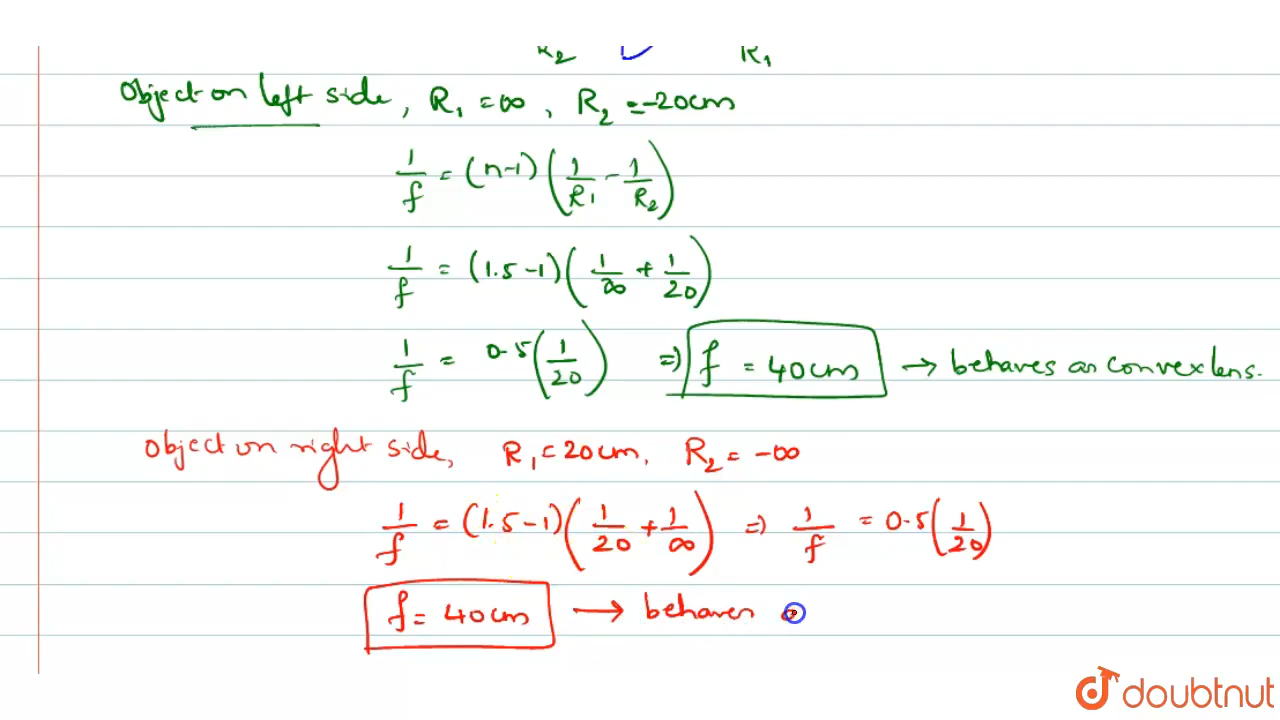 R₂ R₁
Object on left side, R₁ = ∞, R₂ = -20cm
1/f = (n-1)(1/R₁ - 1/R₂)
1/f = (1.5-1)(1/∞ + 1/20)
1/f = 0.5(1/20) ⇒ f = 40cm → behaves as convex lens.
Object on right side, R₁ = 20cm, R₂ = -∞
1/f = (1.5-1)(1/20 + 1/∞) ⇒ 1/f = 0.5(1/20)
f = 40cm → behaves
doubtnut